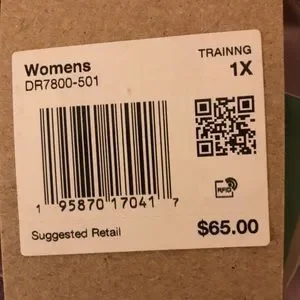 Womens
DR7800-501
TRAINNG
1X
1 95870 17041 7
RFID
Suggested Retail
$65.00